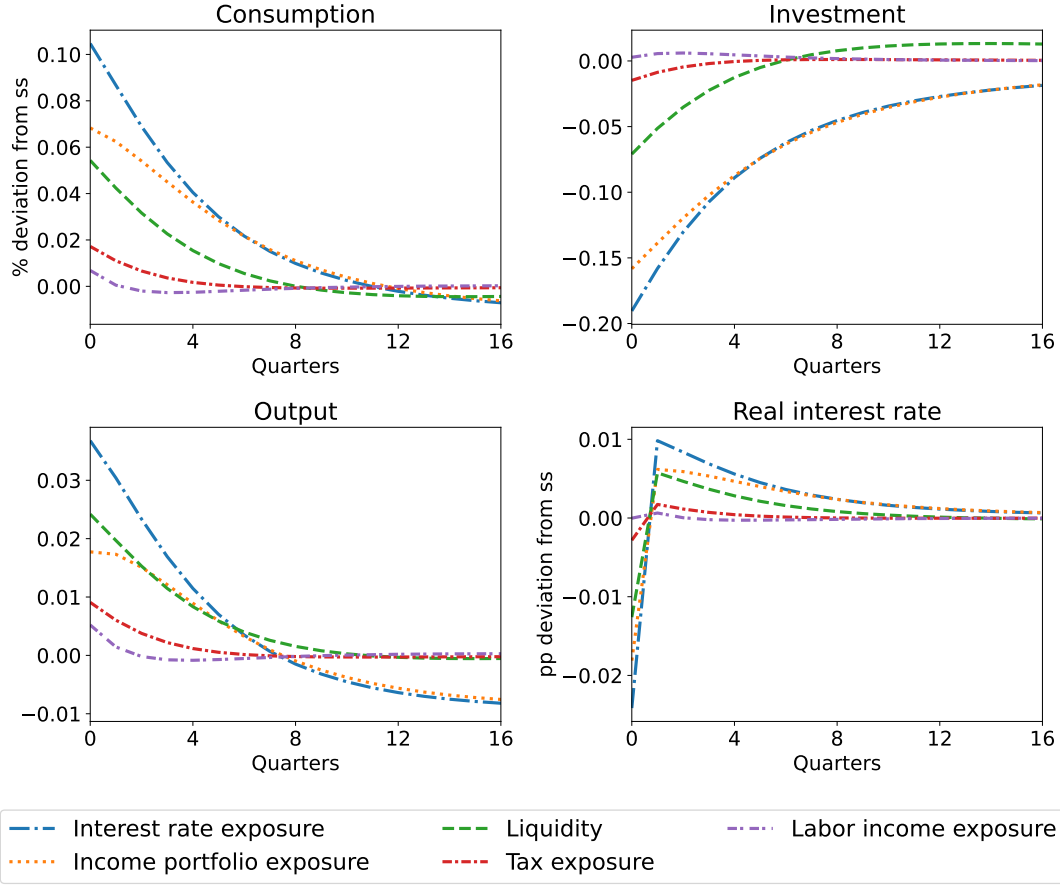 Consumption
Investment
% deviation from ss
0.10
0.08
0.06
0.04
0.02
0.00
0 4 8 12 16
Quarters
0.00
−0.05
−0.10
−0.15
−0.20
0 4 8 12 16
Quarters
Output
Real interest rate
0.03
0.02
0.01
0.00
−0.01
0 4 8 12 16
Quarters
pp deviation from ss
0.01
0.00
−0.01
−0.02
0 4 8 12 16
Quarters
Interest rate exposure
Income portfolio exposure
Liquidity
Tax exposure
Labor income exposure